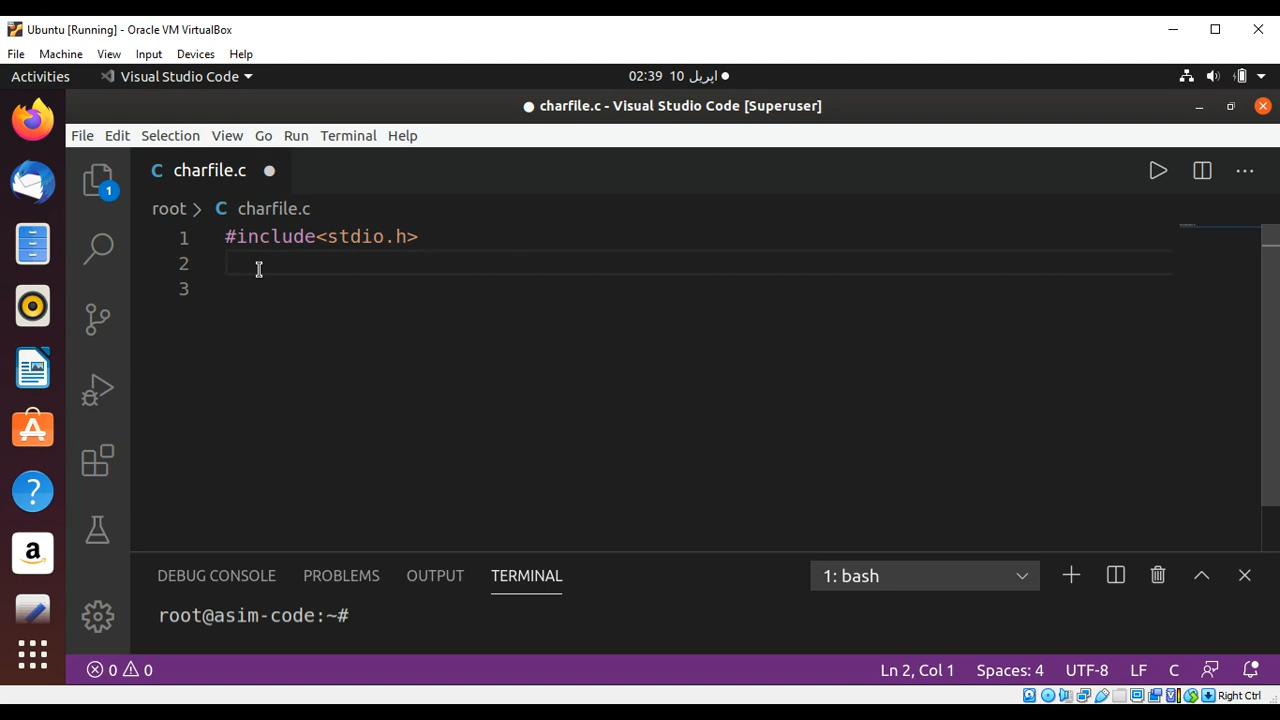 Ubuntu [Running] - Oracle VM VirtualBox
File Machine View Input Devices Help
Activities Visual Studio Code 02:39 10 اپریل
charfile.c - Visual Studio Code [Superuser]
File Edit Selection View Go Run Terminal Help
C charfile.c
1
root > C charfile.c
1 #include<stdio.h>
2
3
DEBUG CONSOLE PROBLEMS OUTPUT TERMINAL 1: bash
root@asim-code:~#
0 0 Ln 2, Col 1 Spaces: 4 UTF-8 LF C
Right Ctrl